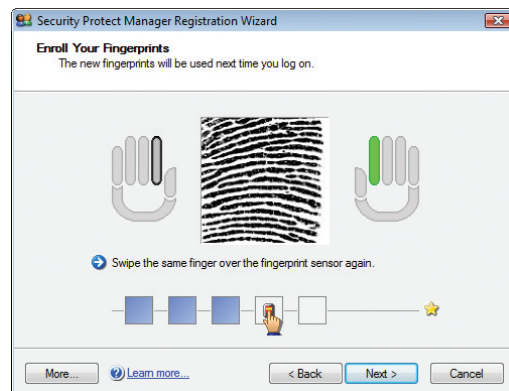 Security Protect Manager Registration Wizard
Enroll Your Fingerprints
The new fingerprints will be used next time you log on.
Swipe the same finger over the fingerprint sensor again.
More... Learn more... < Back Next > Cancel